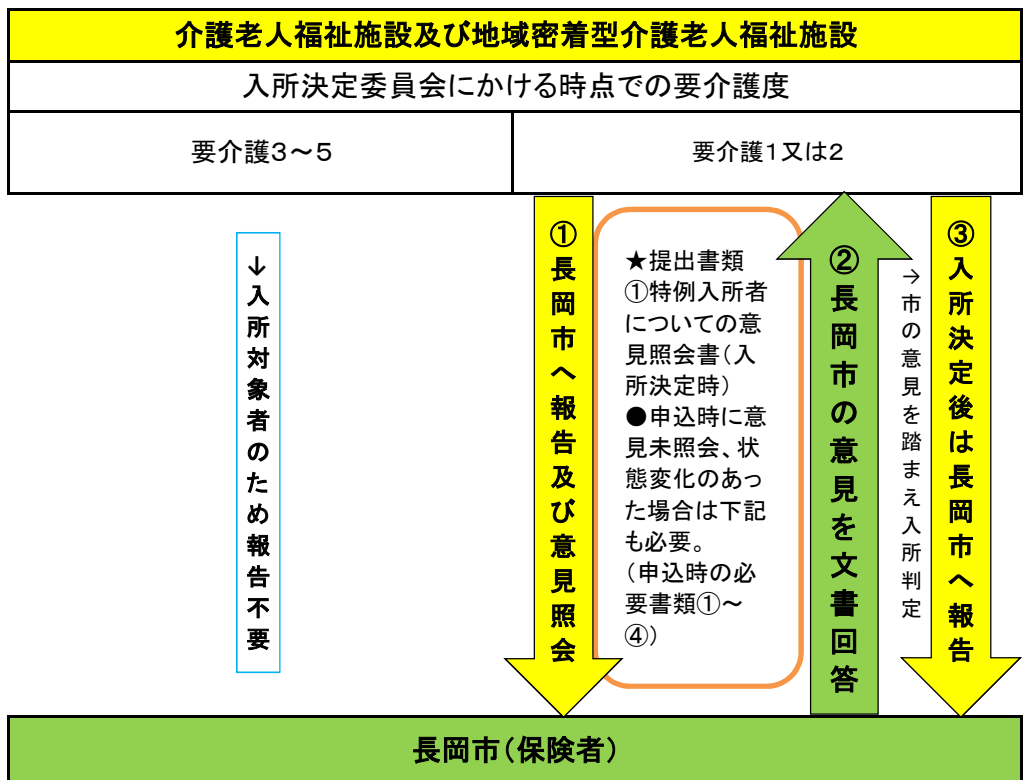 介護老人福祉施設及び地域密着型介護老人福祉施設
入所決定委員会にかける時点での要介護度
要介護3~5
要介護1又は2
↓入所対象者のため報告不要
①長岡市へ報告及び意見照会
★提出書類
①特例入所者
についての意
見照会書(入
所決定時)
●申込時に意
見未照会、状
態変化のあっ
た場合は下記
も必要。
(申込時の必
要書類①~
④)
②長岡市の意見を文書回答
→市の意見を踏まえ入所判定
③入所決定後は長岡市へ報告
長岡市(保険者)